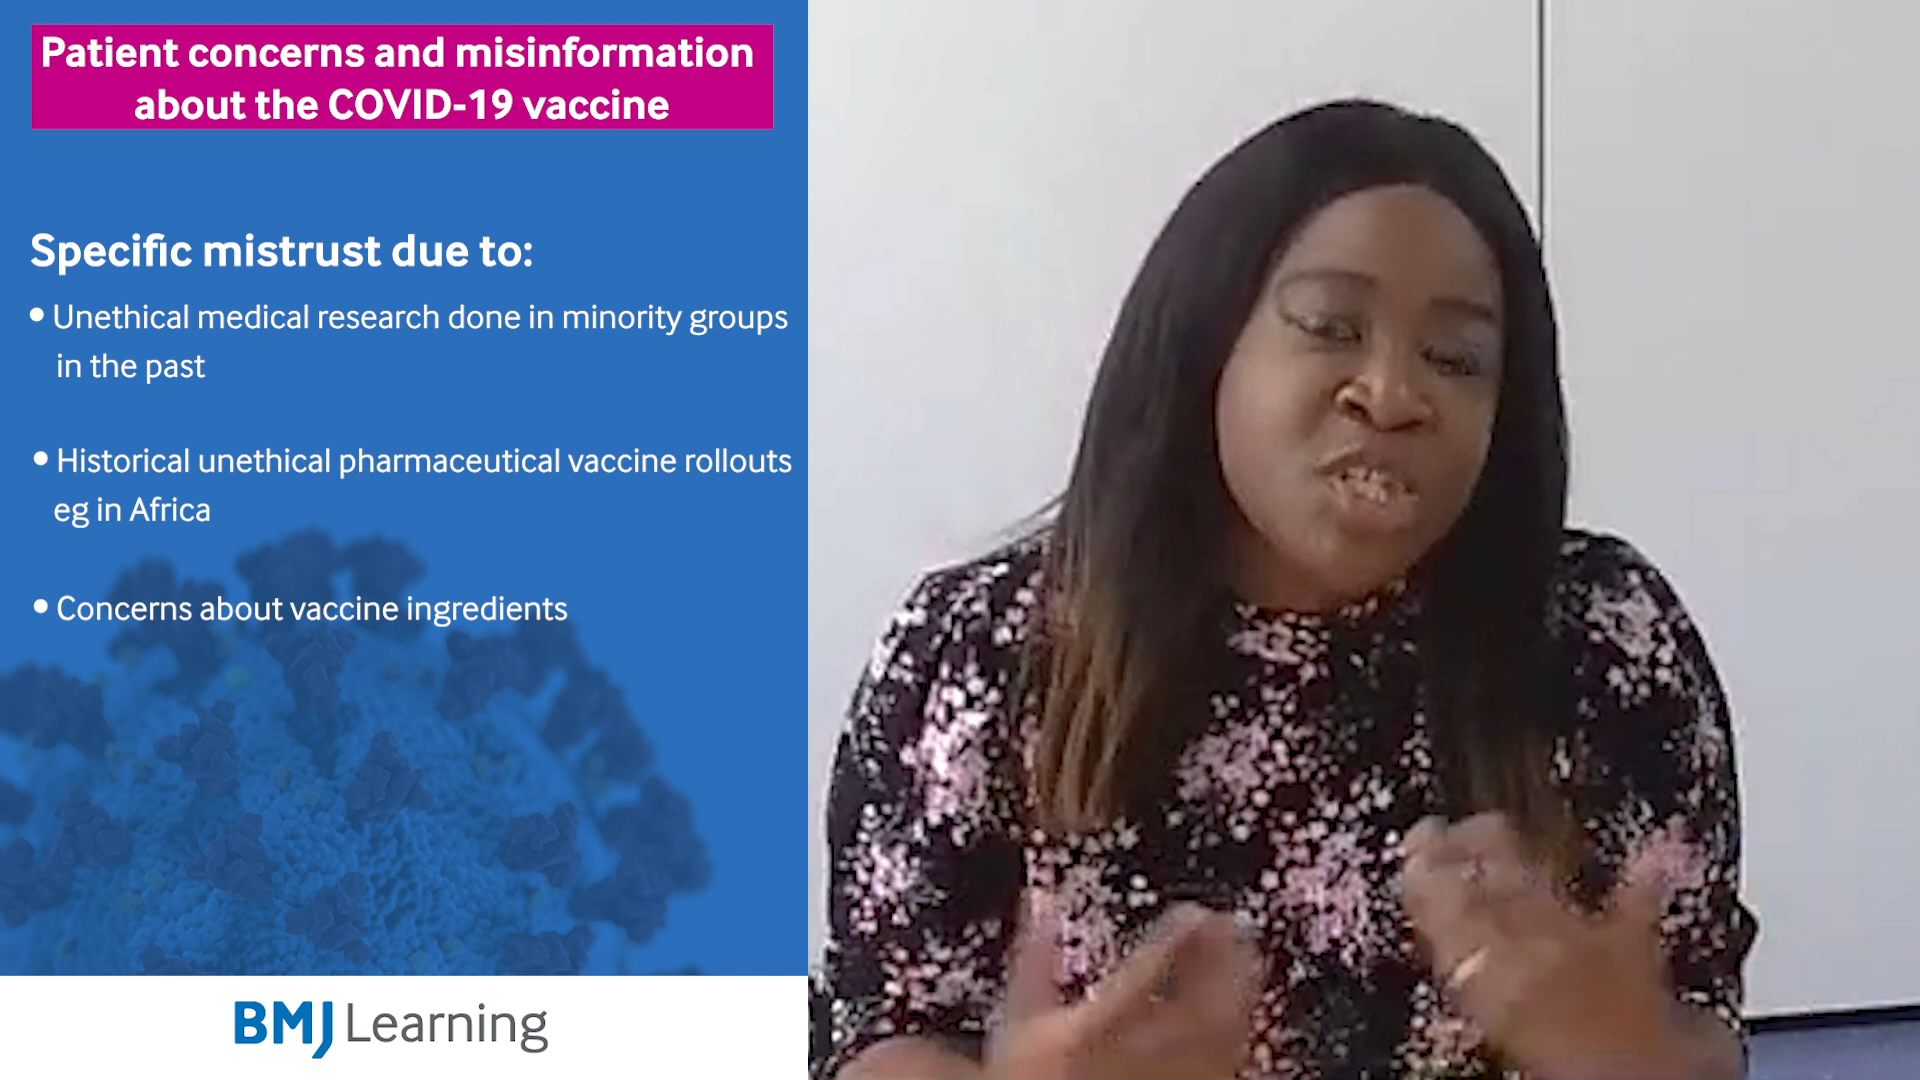 Patient concerns and misinformation
about the COVID-19 vaccine
Specific mistrust due to:
• Unethical medical research done in minority groups
in the past
• Historical unethical pharmaceutical vaccine rollouts
eg in Africa
• Concerns about vaccine ingredients
BMJ Learning